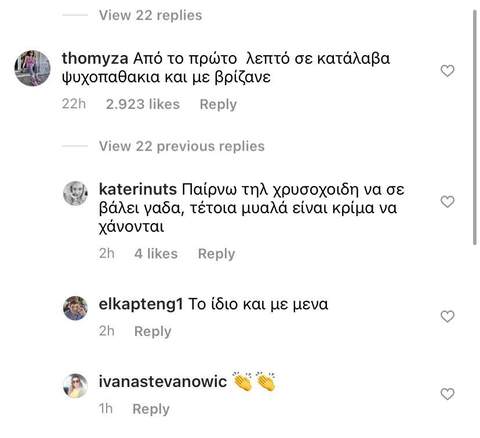 View 22 replies
thomyza Από το πρώτο λεπτό σε κατάλαβα
ψυχοπαθακια και με βρίζανε
22h 2.923 likes Reply
View 22 previous replies
katerinuts Παίρνω τηλ χρυσοχοιδη να σε
βάλει γαδα, τέτοια μυαλά είναι κρίμα να
χάνονται
2h 4 likes Reply
elkapteng1 Το ίδιο και με μενα
2h Reply
ivanastevanowic 👏👏
1h Reply